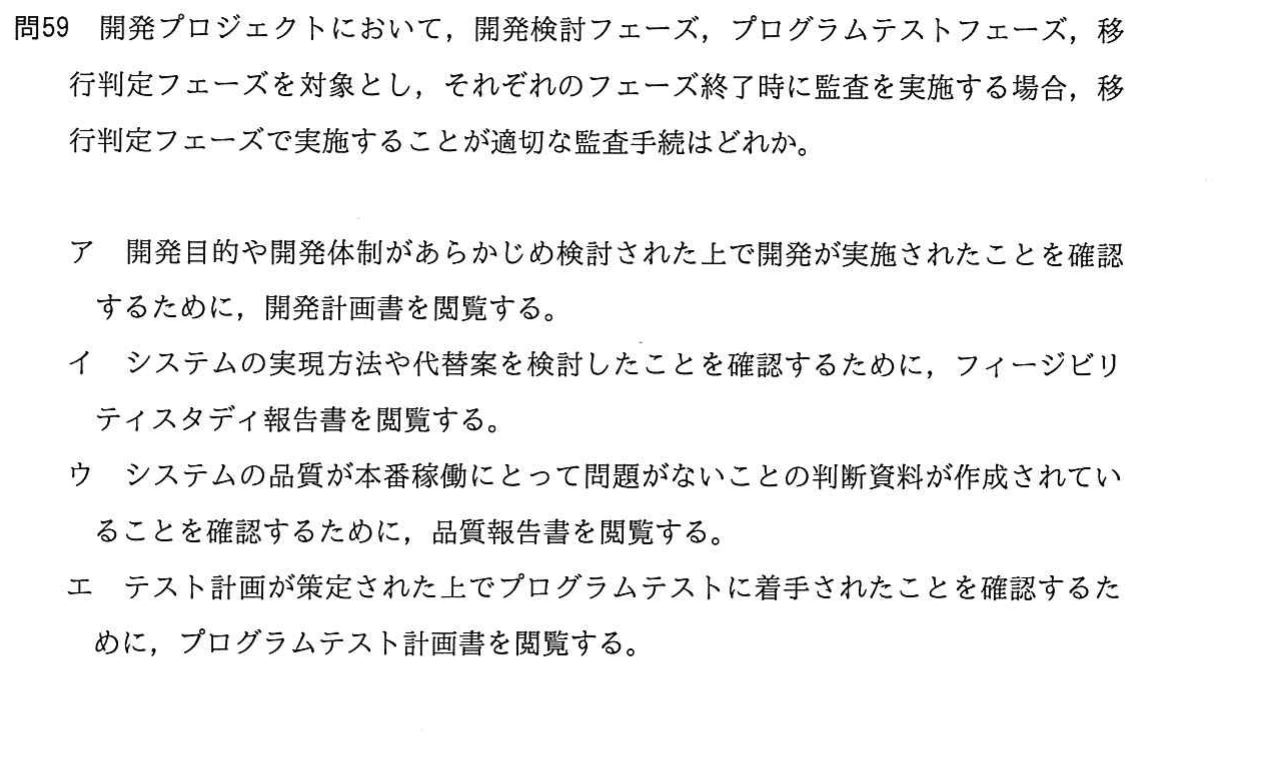 問59 開発プロジェクトにおいて，開発検討フェーズ，プログラムテストフェーズ，移
行判定フェーズを対象とし，それぞれのフェーズ終了時に監査を実施する場合，移
行判定フェーズで実施することが適切な監査手続はどれか。
ア 開発目的や開発体制があらかじめ検討された上で開発が実施されたことを確認
するために，開発計画書を閲覧する。
イ システムの実現方法や代替案を検討したことを確認するために，フィージビリ
ティスタディ報告書を閲覧する。
ウ システムの品質が本番稼働にとって問題がないことの判断資料が作成されてい
ることを確認するために，品質報告書を閲覧する。
エ テスト計画が策定された上でプログラムテストに着手されたことを確認するた
めに，プログラムテスト計画書を閲覧する。